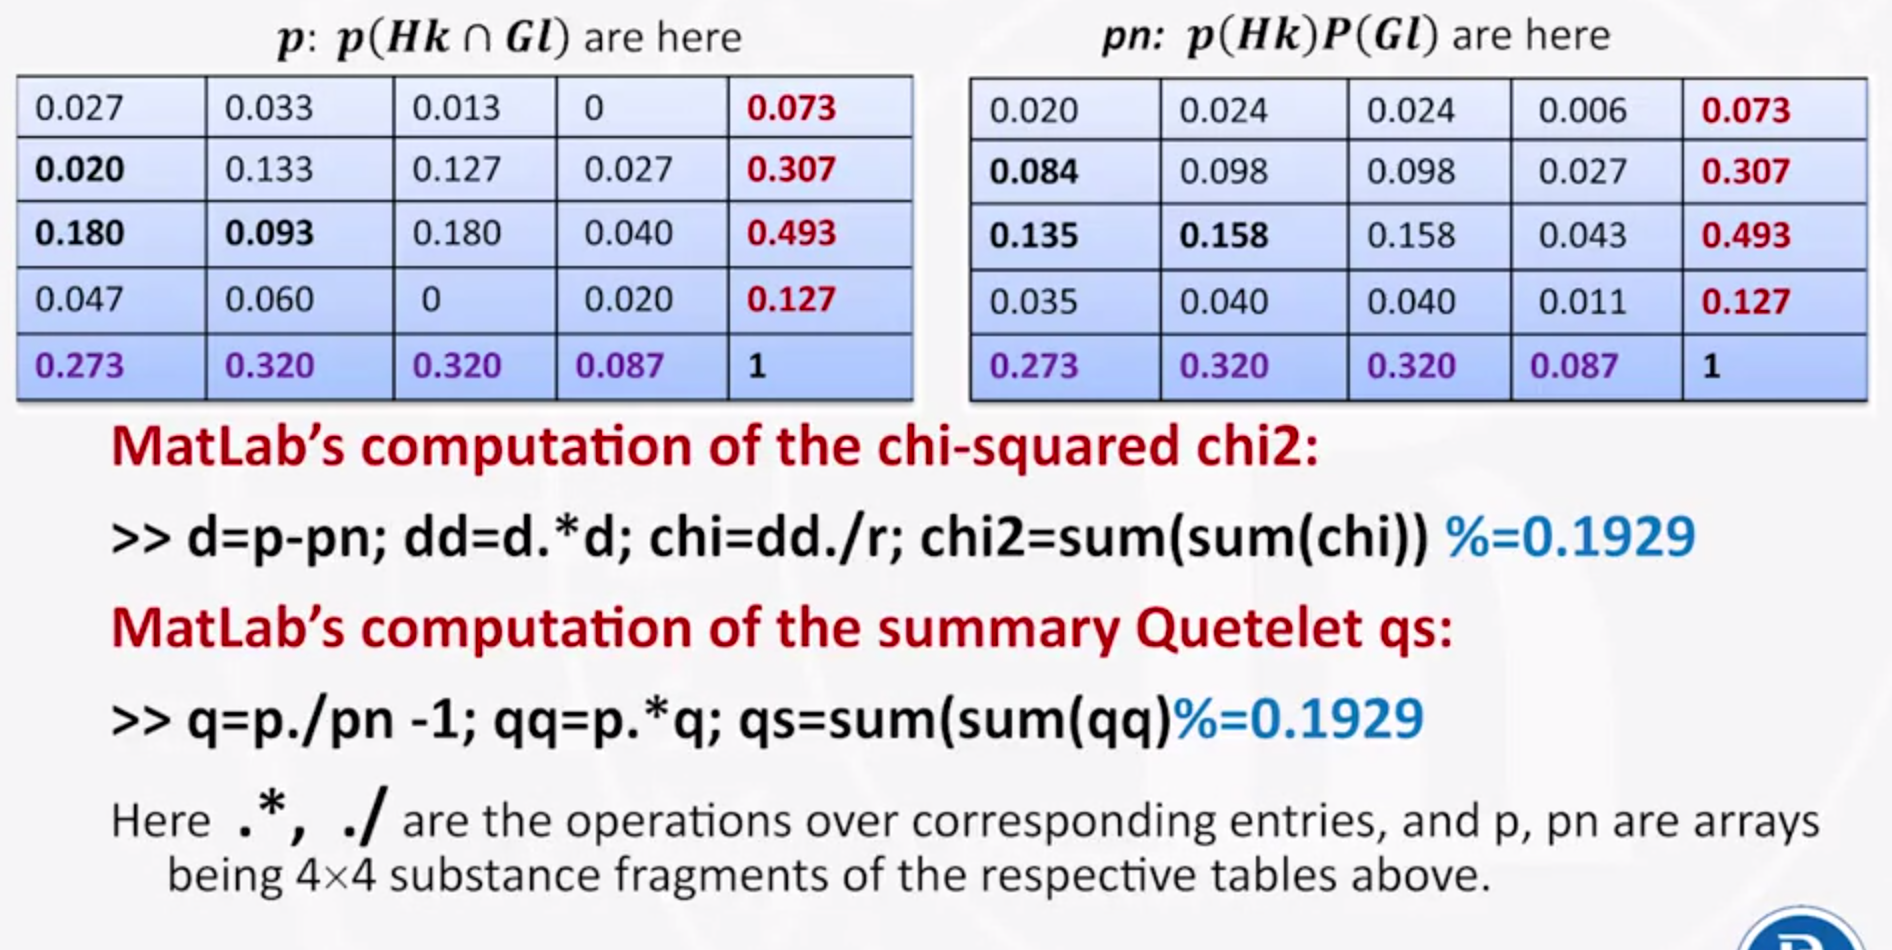 p: p(Hk ∩ Gl) are here
0.027 0.033 0.013 0 0.073
0.020 0.133 0.127 0.027 0.307
0.180 0.093 0.180 0.040 0.493
0.047 0.060 0 0.020 0.127
0.273 0.320 0.320 0.087 1
pn: p(Hk)P(Gl) are here
0.020 0.024 0.024 0.006 0.073
0.084 0.098 0.098 0.027 0.307
0.135 0.158 0.158 0.043 0.493
0.035 0.040 0.040 0.011 0.127
0.273 0.320 0.320 0.087 1
MatLab’s computation of the chi-squared chi2:
>> d=p-pn; dd=d.*d; chi=dd./r; chi2=sum(sum(chi)) %=0.1929
MatLab’s computation of the summary Quetelet qs:
>> q=p./pn -1; qq=p.*q; qs=sum(sum(qq)%=0.1929
Here .*, ./ are the operations over corresponding entries, and p, pn are arrays
being 4×4 substance fragments of the respective tables above.